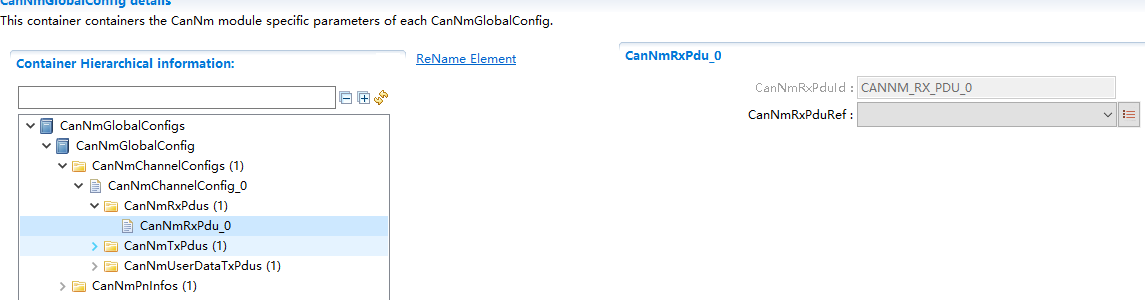 CanNmGlobalConfig details
This container containers the CanNm module specific parameters of each CanNmGlobalConfig.
Container Hierarchical information:
ReName Element
CanNmGlobalConfigs
CanNmGlobalConfig
CanNmChannelConfigs (1)
CanNmChannelConfig_0
CanNmRxPdus (1)
CanNmRxPdu_0
CanNmTxPdus (1)
CanNmUserDataTxPdus (1)
CanNmPnInfos (1)
CanNmRxPdu_0
CanNmRxPduId : CANNM_RX_PDU_0
CanNmRxPduRef :